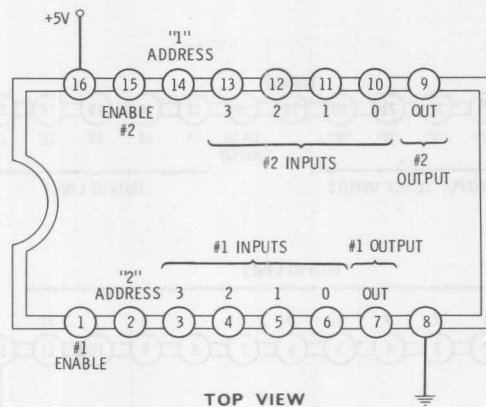 +5V
"1"
ADDRESS
16 15 14 13 12 11 10 9
ENABLE
#2
3 2 1 0 OUT
#2 INPUTS
#2
OUTPUT
#1 INPUTS #1 OUTPUT
"2"
ADDRESS 3 2 1 0 OUT
1 2 3 4 5 6 7 8
#1
ENABLE
TOP VIEW